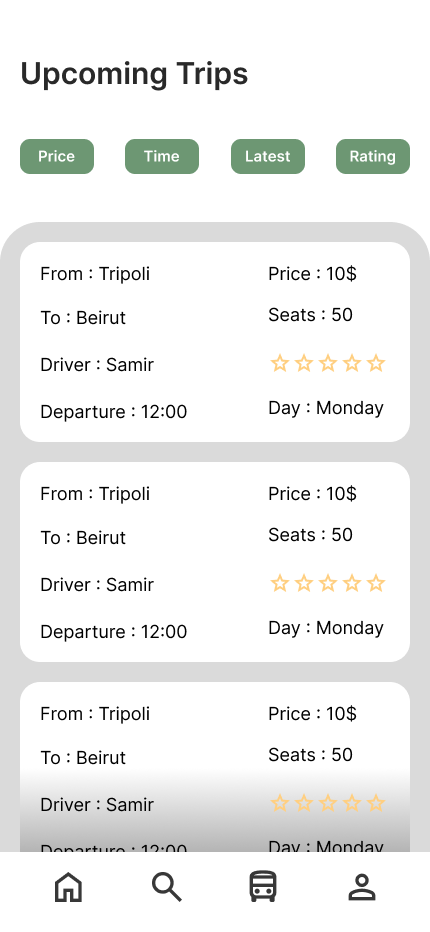 Upcoming Trips
Price Time Latest Rating
From : Tripoli Price : 10$
To : Beirut Seats : 50
Driver : Samir
Departure : 12:00 Day : Monday
From : Tripoli Price : 10$
To : Beirut Seats : 50
Driver : Samir
Departure : 12:00 Day : Monday
From : Tripoli Price : 10$
To : Beirut Seats : 50
Driver : Samir
Departure : 12:00 Day : Monday